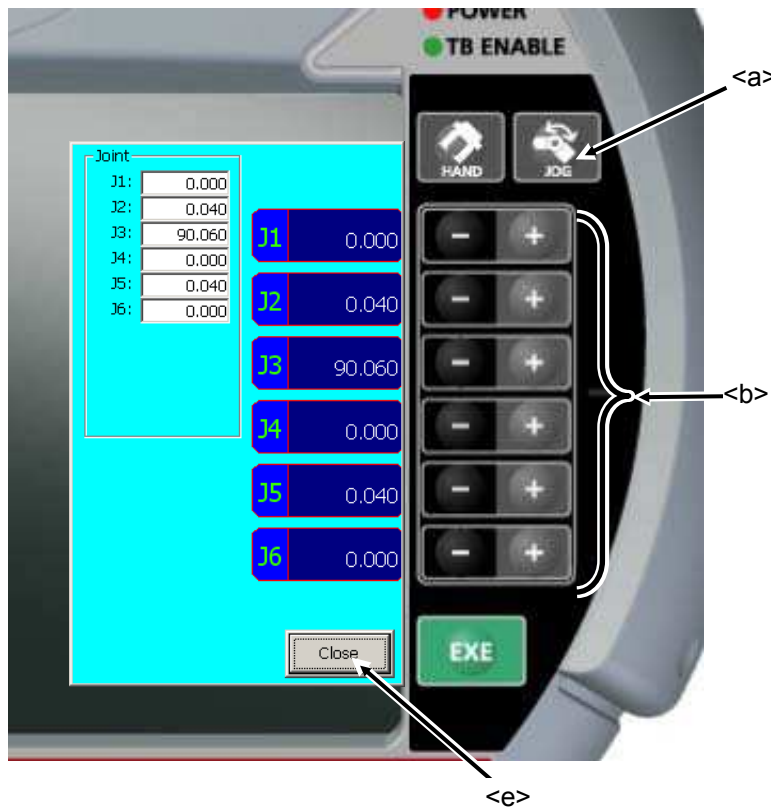 POWER
TB ENABLE
<a>
HAND
JOG
Joint
J1: 0.000
J2: 0.040
J3: 90.060
J4: 0.000
J5: 0.040
J6: 0.000
J1 0.000 - +
J2 0.040 - +
J3 90.060 - +
J4 0.000 - +
J5 0.040 - +
J6 0.000 - +
<b>
Close
EXE
<e>